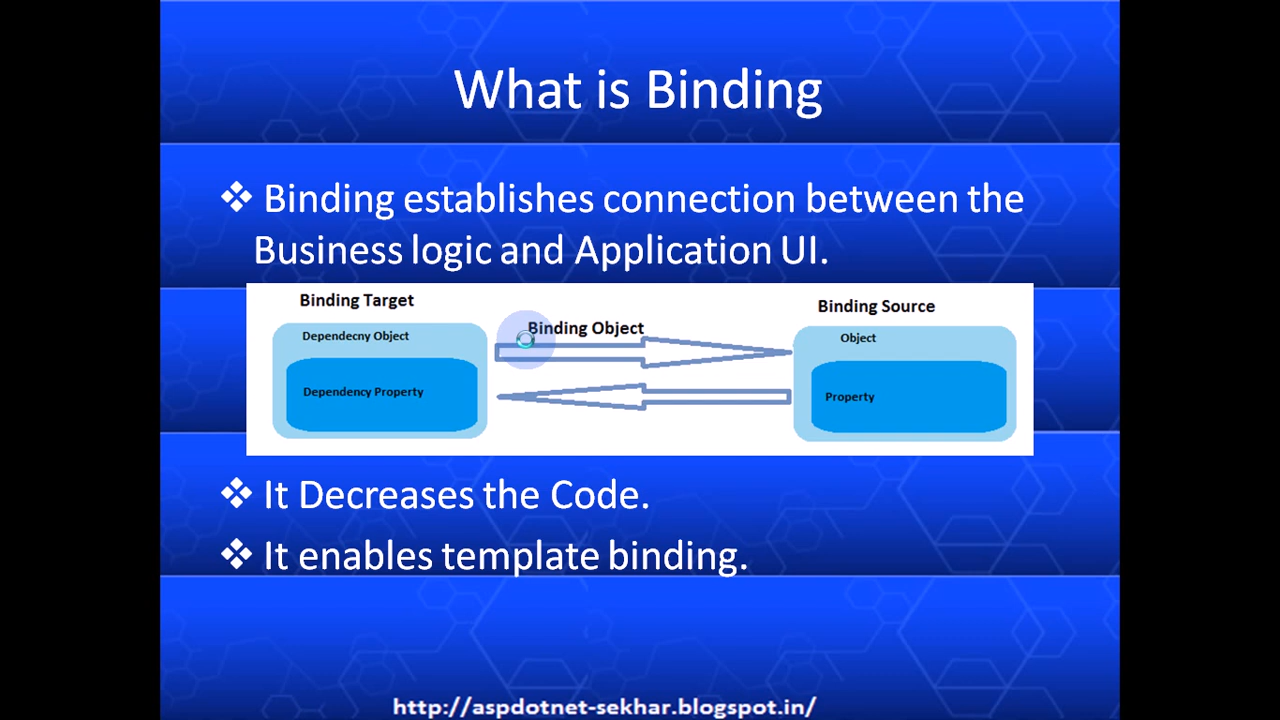 What is Binding
❖ Binding establishes connection between the
Business logic and Application UI.
Binding Target
Binding Object
Binding Source
Dependecny Object
Object
Dependency Property
Property
❖ It Decreases the Code.
❖ It enables template binding.
http://aspdotnet-sekhar.blogspot.in/